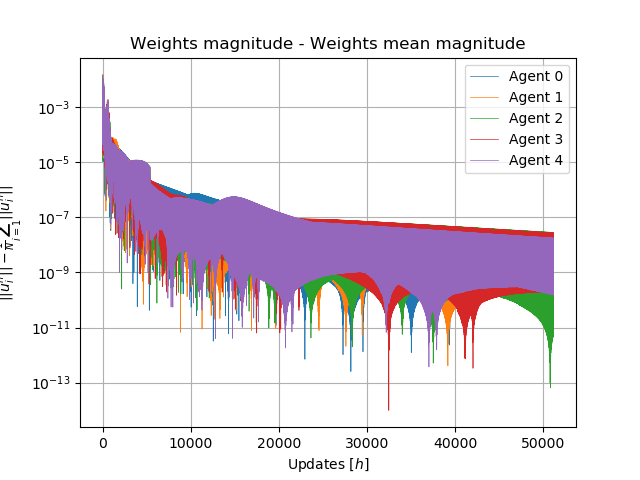 Weights magnitude - Weights mean magnitude
Agent 0
Agent 1
Agent 2
Agent 3
Agent 4
10⁻³
10⁻⁵
10⁻⁷
10⁻⁹
10⁻¹¹
10⁻¹³
0
10000
20000
30000
40000
50000
Updates [h]